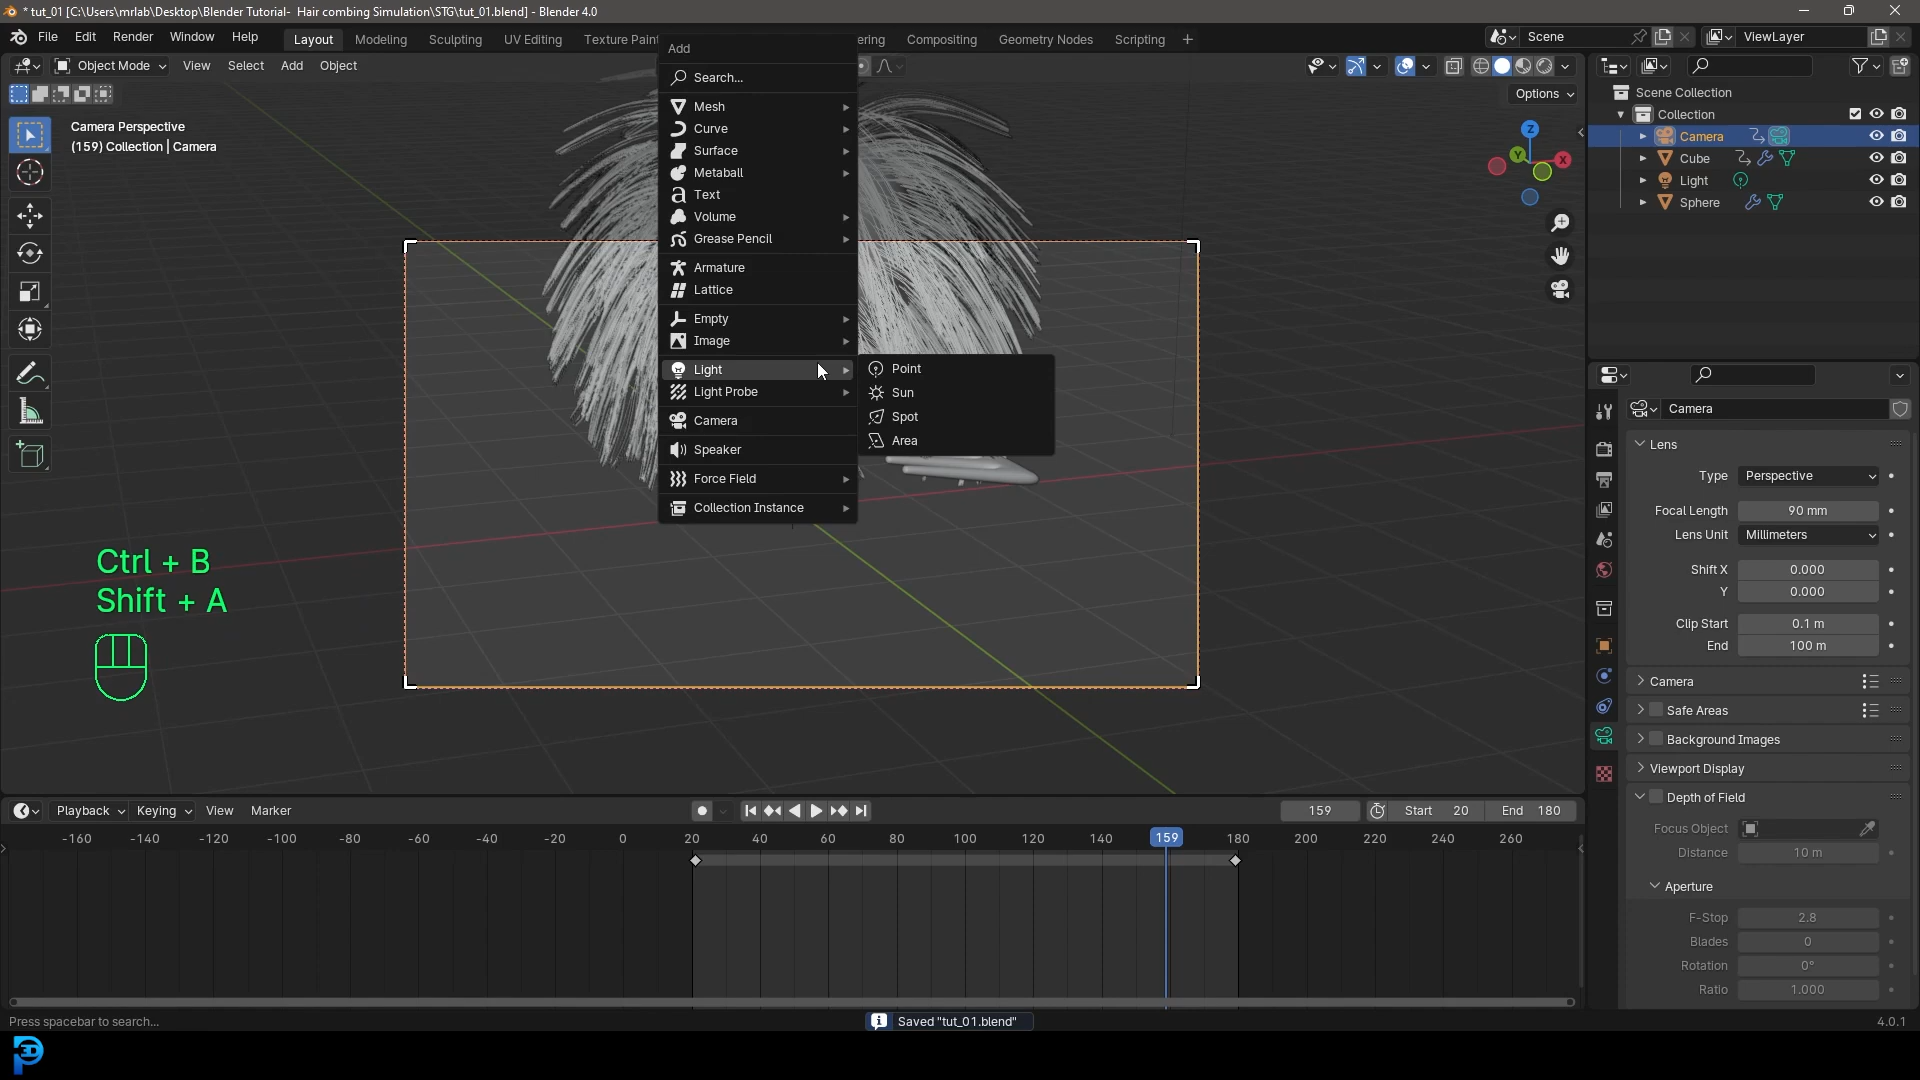 * tut_01 [C:\Users\mrlab\Desktop\Blender Tutorial- Hair combing Simulation\STG\tut_01.blend] - Blender 4.0
File Edit Render Window Help Layout Modeling Sculpting UV Editing Texture Pain ering Compositing Geometry Nodes Scripting + Scene ViewLayer
Object Mode View Select Add Object
Options
Camera Perspective
(159) Collection | Camera
Add
Search...
Mesh
Curve
Surface
Metaball
Text
Volume
Grease Pencil
Armature
Lattice
Empty
Image
Light
Light Probe
Camera
Speaker
Force Field
Collection Instance
Point
Sun
Spot
Area
Z
Y
X
Ctrl + B
Shift + A
Scene Collection
Collection
Camera
Cube
Light
Sphere
Camera
Lens
Type Perspective
Focal Length 90 mm
Lens Unit Millimeters
Shift X 0.000
Y 0.000
Clip Start 0.1 m
End 100 m
Camera
Safe Areas
Background Images
Viewport Display
Depth of Field
Focus Object
Distance 10 m
Aperture
F-Stop 2.8
Blades 0
Rotation 0°
Ratio 1.000
Playback Keying View Marker 159 Start 20 End 180
-160 -140 -120 -100 -80 -60 -40 -20 0 20 40 60 80 100 120 140 159 180 200 220 240 260
Press spacebar to search... Saved "tut_01.blend" 4.0.1
3D